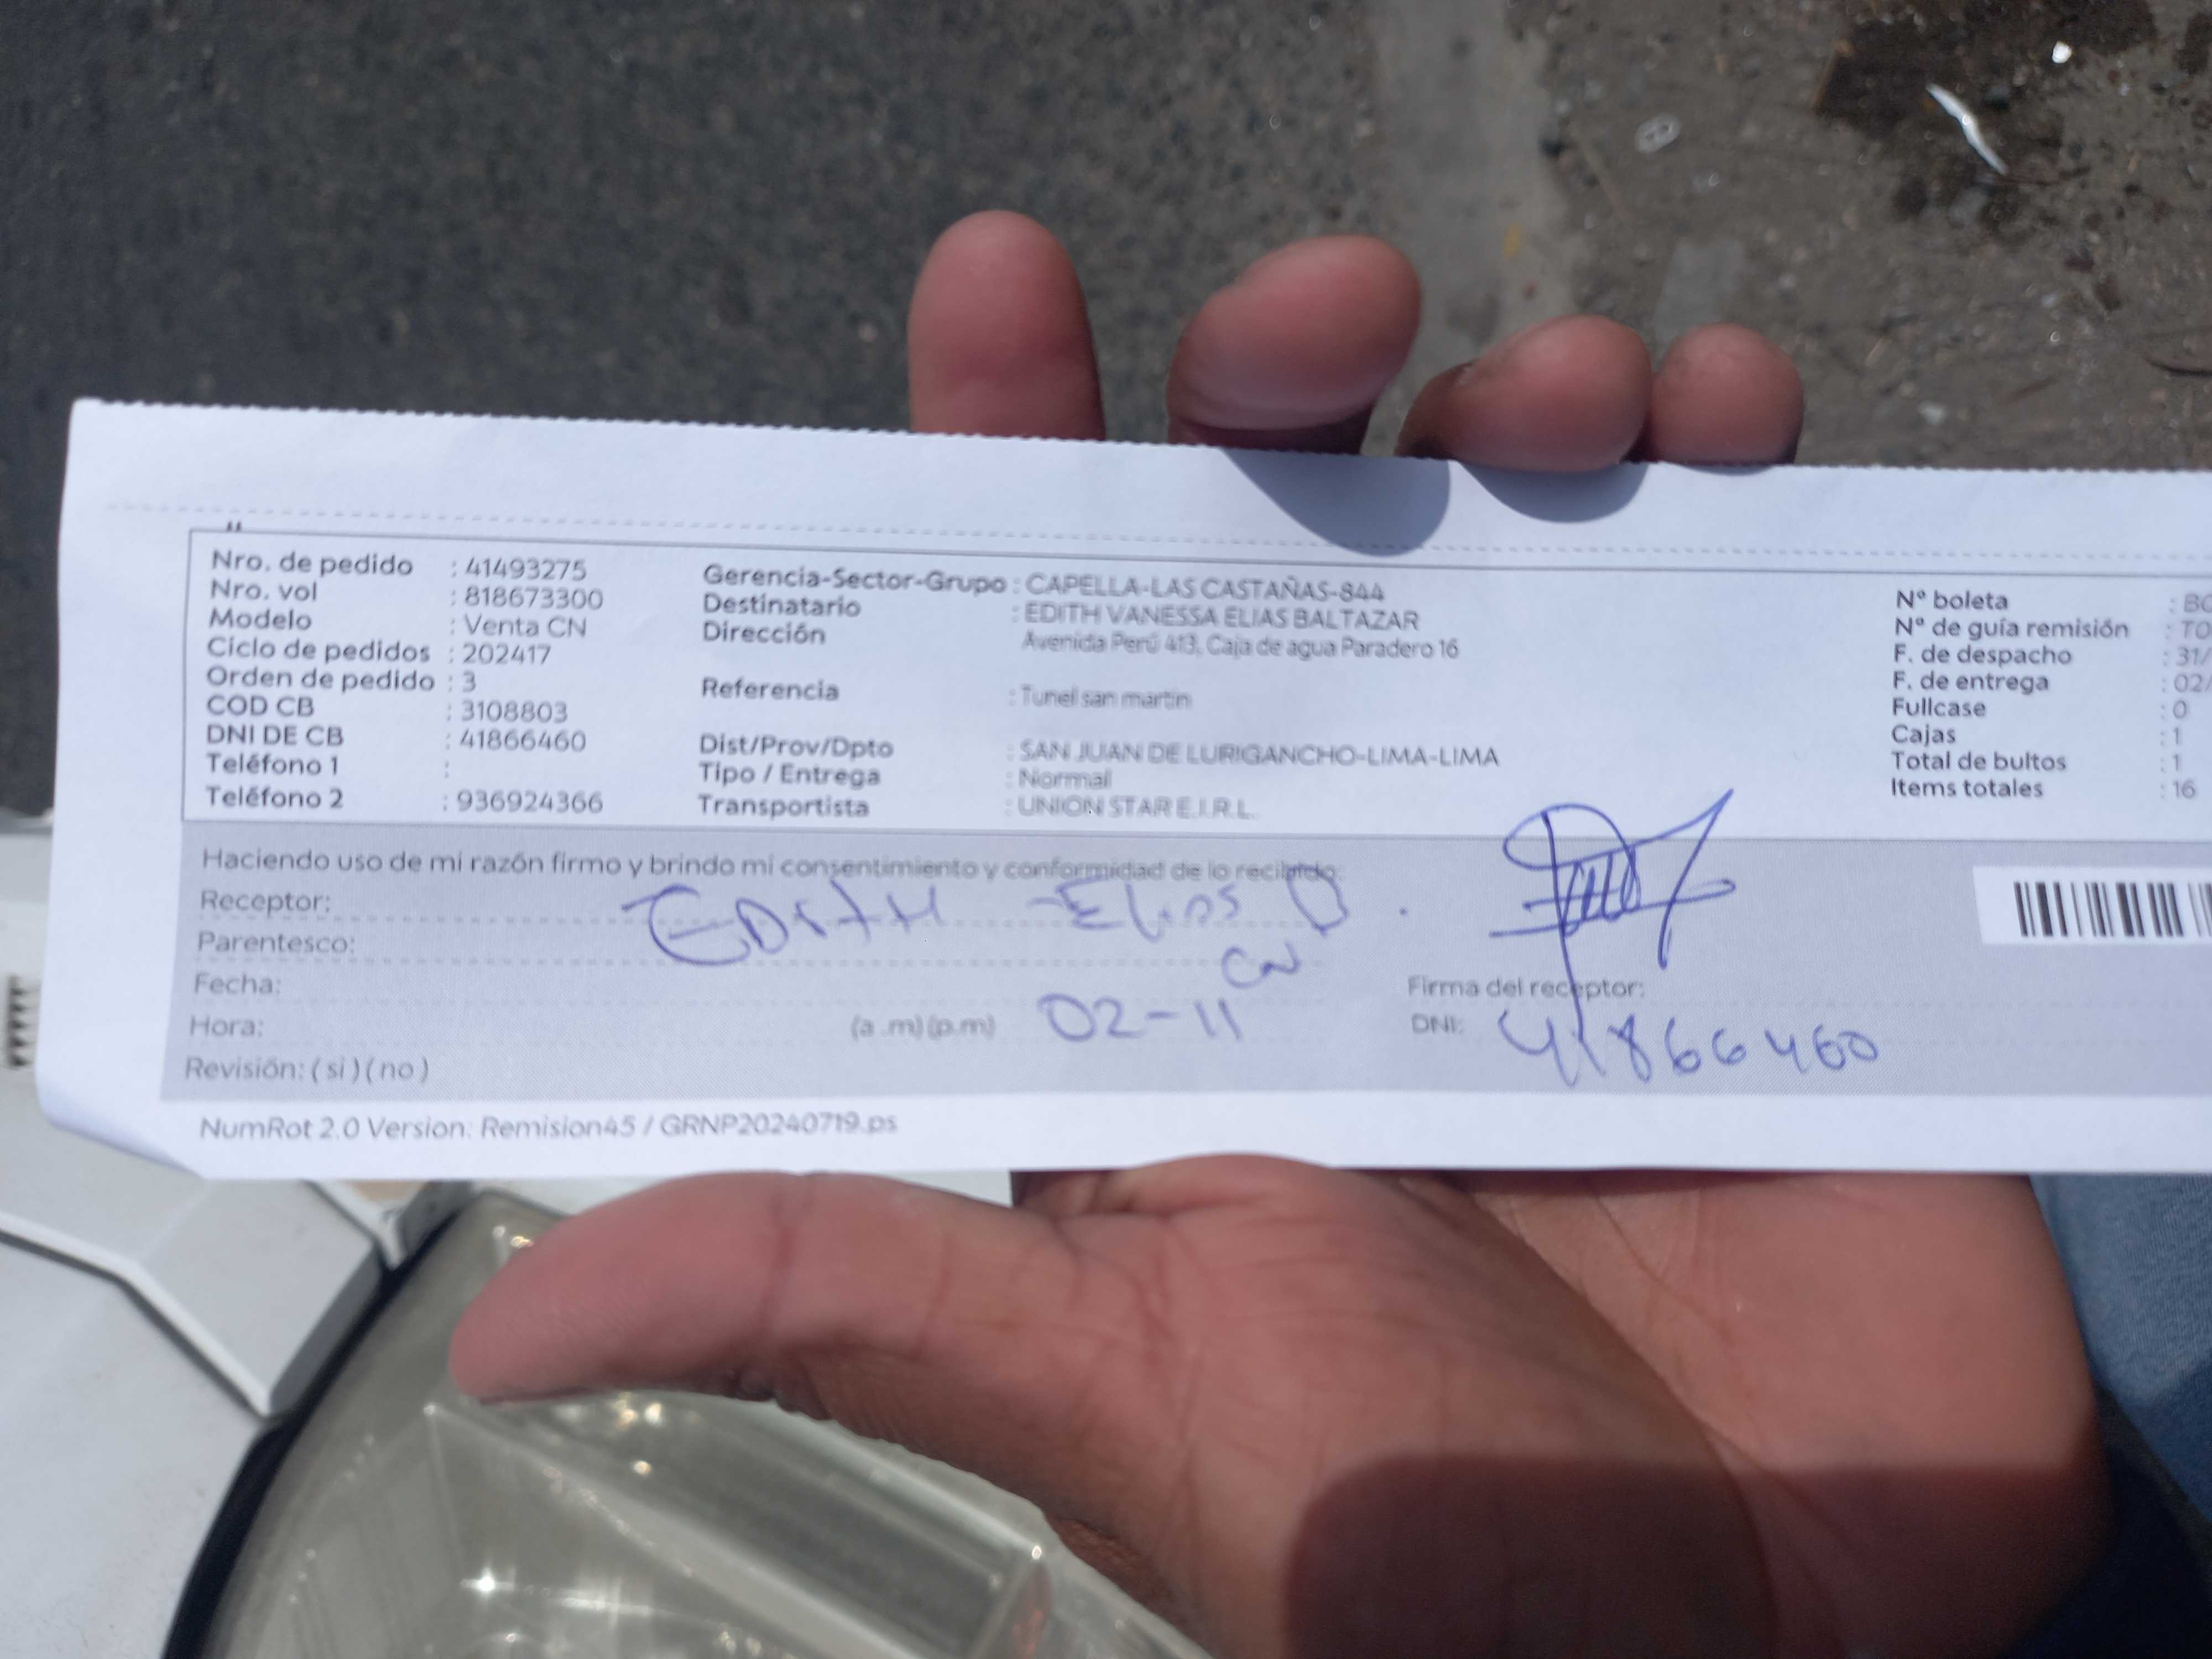 Nro. de pedido : 41493275
Nro. vol : 818673300
Modelo : Venta CN
Ciclo de pedidos : 202417
Orden de pedido : 3
COD CB : 3108803
DNI DE CB : 41866460
Teléfono 1 :
Teléfono 2 : 936924366
Gerencia-Sector-Grupo : CAPELLA-LAS CASTAÑAS-844
Destinatario : EDITH VANESSA ELIAS BALTAZAR
Dirección Avenida Perú 413, Caja de agua Paradero 16
Referencia : Tunel san martin
Dist/Prov/Dpto : SAN JUAN DE LURIGANCHO-LIMA-LIMA
Tipo / Entrega : Normal
Transportista : UNION STAR E.I.R.L.
Nº boleta : BO
Nº de guía remisión : TO
F. de despacho : 31/
F. de entrega : 02/
Fullcase : 0
Cajas : 1
Total de bultos : 1
Items totales : 16
Haciendo uso de mi razón firmo y brindo mi consentimiento y conformidad de lo recibido:
Receptor: EDITH ELIAS B.
Parentesco: CN
Fecha: 02-11
Hora: (a .m) (p.m)
Revisión: ( si ) ( no )
Firma del receptor:
DNI: 41866460
NumRot 2.0 Version: Remision45 / GRNP20240719.ps